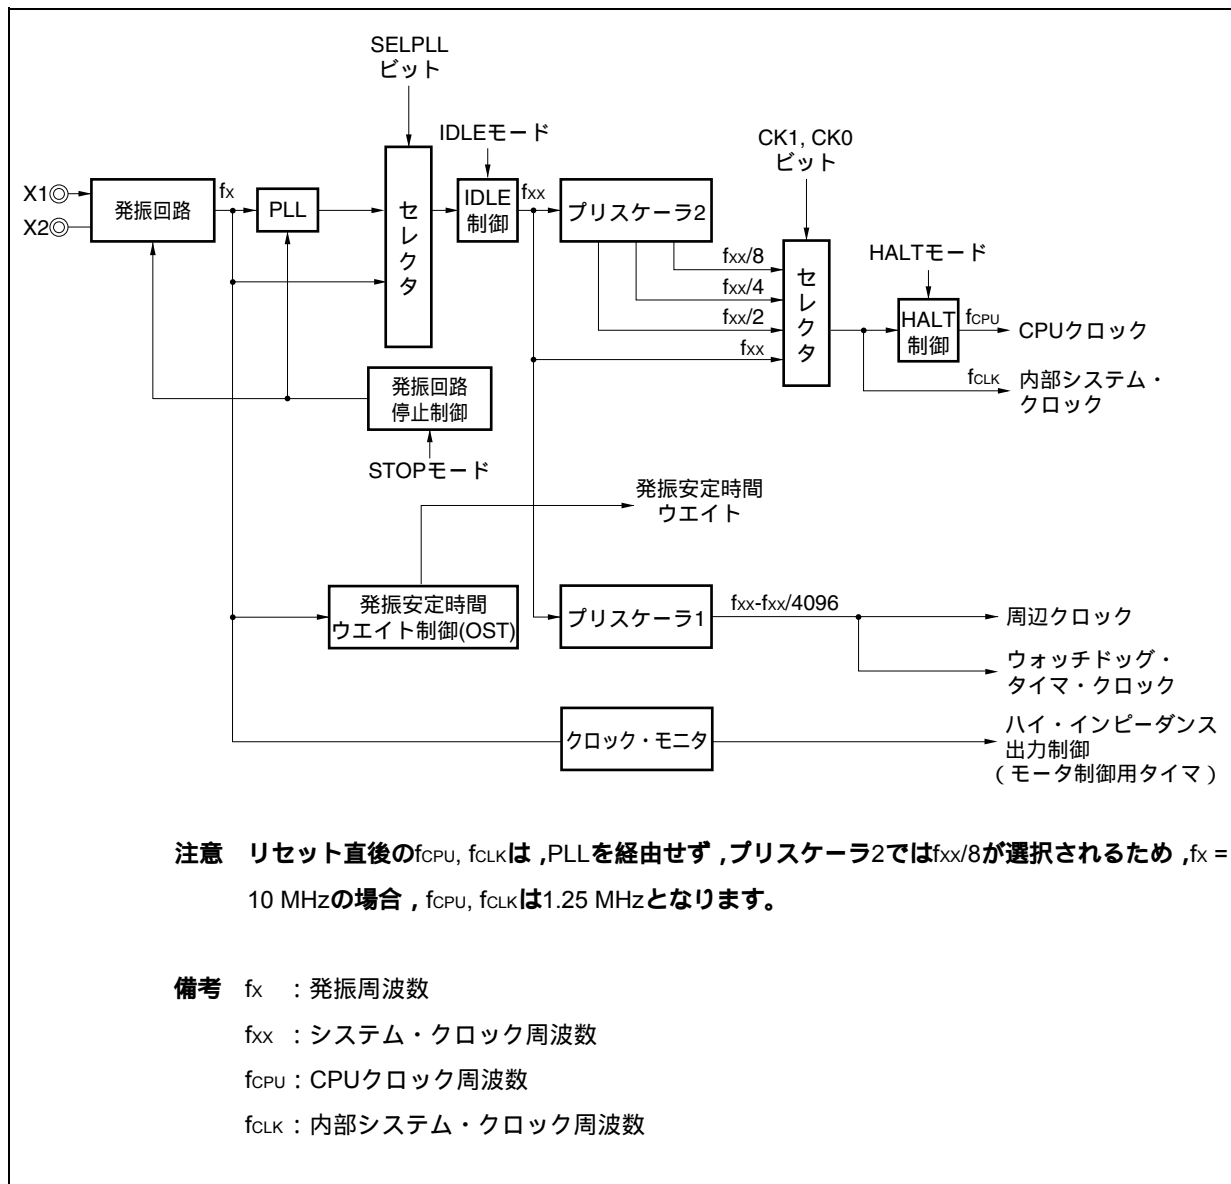 SELPLL
ビット
IDLEモード
CK1, CK0
ビット
X1
X2
発振回路
fX
PLL
セレクタ
IDLE
制御
fXX
プリスケーラ2
fXX/8
fXX/4
fXX/2
fXX
セレクタ
HALTモード
HALT
制御
fCPU
CPUクロック
fCLK
内部システム・
クロック
発振回路
停止制御
STOPモード
発振安定時間
ウエイト
発振安定時間
ウエイト制御(OST)
プリスケーラ1
fXX-fXX/4096
周辺クロック
ウォッチドッグ・
タイマ・クロック
クロック・モニタ
ハイ・インピーダンス
出力制御
(モータ制御用タイマ)
注意 リセット直後のfCPU, fCLKは,PLLを経由せず,プリスケーラ2ではfXX/8が選択されるため,fX =
10 MHzの場合,fCPU, fCLKは1.25 MHzとなります。
備考 fX :発振周波数
fXX :システム・クロック周波数
fCPU:CPUクロック周波数
fCLK:内部システム・クロック周波数